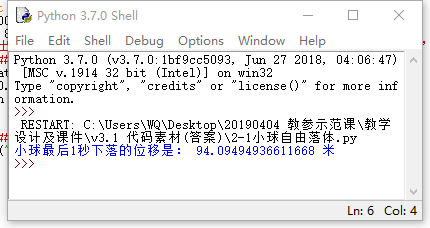 Python 3.7.0 Shell
File Edit Shell Debug Options Window Help
Python 3.7.0 (v3.7.0:1bf9cc5093, Jun 27 2018, 04:06:47)
[MSC v.1914 32 bit (Intel)] on win32
Type "copyright", "credits" or "license()" for more inf
ormation.
>>>
RESTART: C:\Users\WQ\Desktop\20190404 教参示范课\教学
设计及课件\v3.1 代码素材(答案)\2-1小球自由落体.py
小球最后1秒下落的位移是： 94.09494936611668 米
>>>
Ln: 6 Col: 4